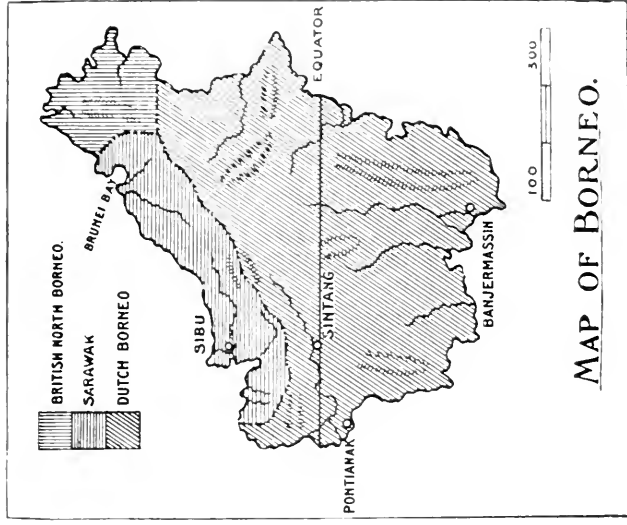 BRITISH NORTH BORNEO.
SARAWAK
DUTCH BORNEO
BRUNEI BAY
SIBU
EQUATOR
SINTANG
PONTIANAK
BANJERMASSIN
100 300
MAP OF BORNEO.